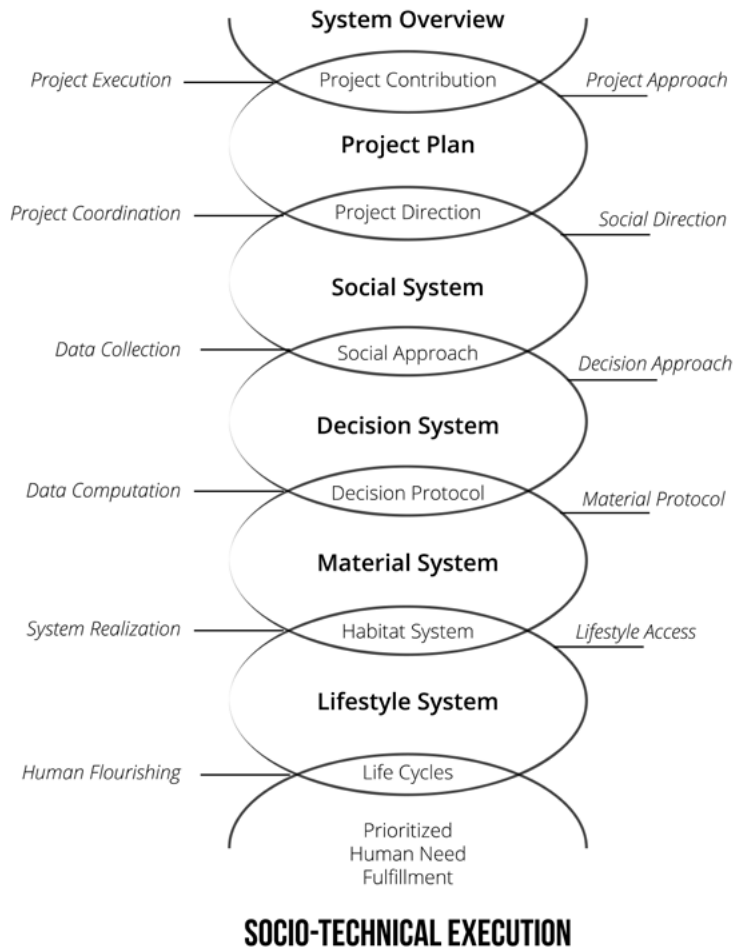 System Overview
Project Execution
Project Contribution
Project Approach
Project Plan
Project Coordination
Project Direction
Social Direction
Social System
Data Collection
Social Approach
Decision Approach
Decision System
Data Computation
Decision Protocol
Material Protocol
Material System
System Realization
Habitat System
Lifestyle Access
Lifestyle System
Human Flourishing
Life Cycles
Prioritized
Human Need
Fulfillment
SOCIO-TECHNICAL EXECUTION